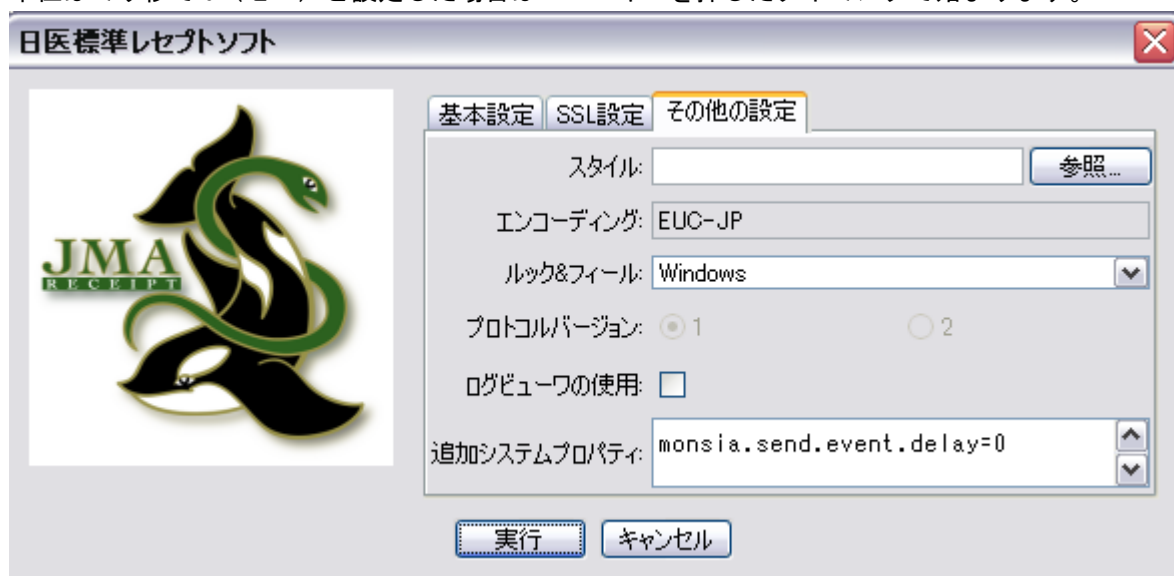 日医標準レセプトソフト
基本設定 SSL設定 その他の設定
スタイル: 参照...
エンコーディング: EUC-JP
JMA
RECEIPT
ルック&フィール: Windows
プロトコルバージョン: 1 2
ログビューワの使用:
追加システムプロパティ: monsia.send.event.delay=0
実行 キャンセル